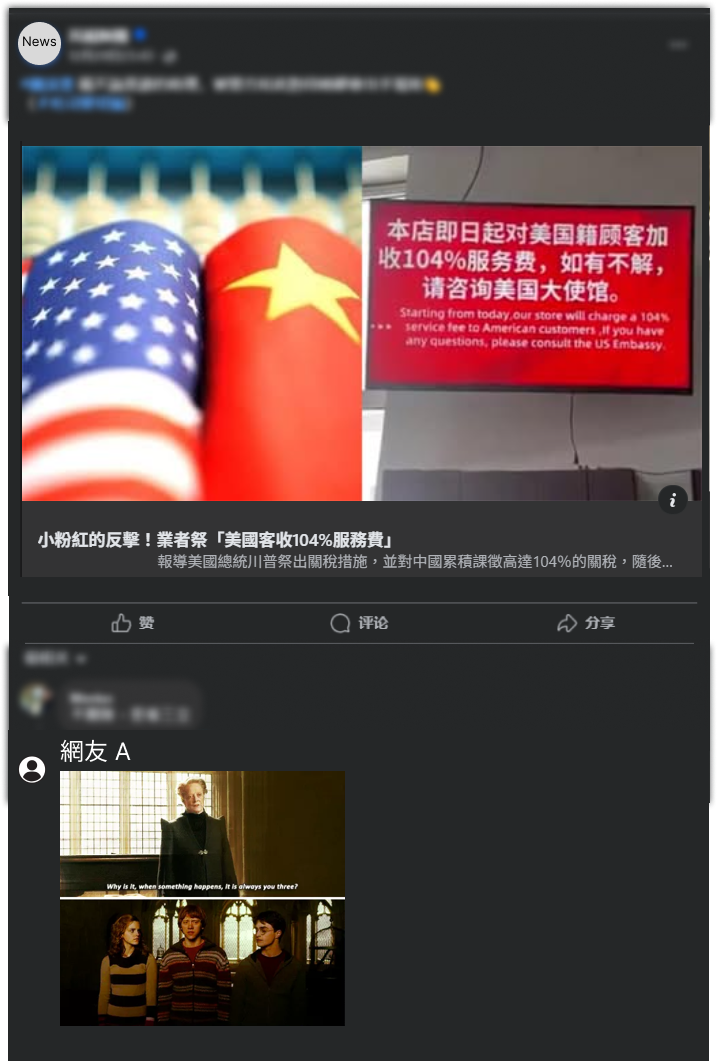 News
本店即日起对美国籍顾客加
收104%服务费，如有不解，
请咨询美国大使馆。
Starting from today,our store will charge a 104%
service fee to American customers ,If you have
any questions, please consult the US Embassy.
小粉紅的反擊！業者祭「美國客收104%服務費」
報導美國總統川普祭出關稅措施，並對中國累積課徵高達104%的關稅，隨後...
赞
评论
分享
網友 A
Why is it, when something happens, it is always you three?